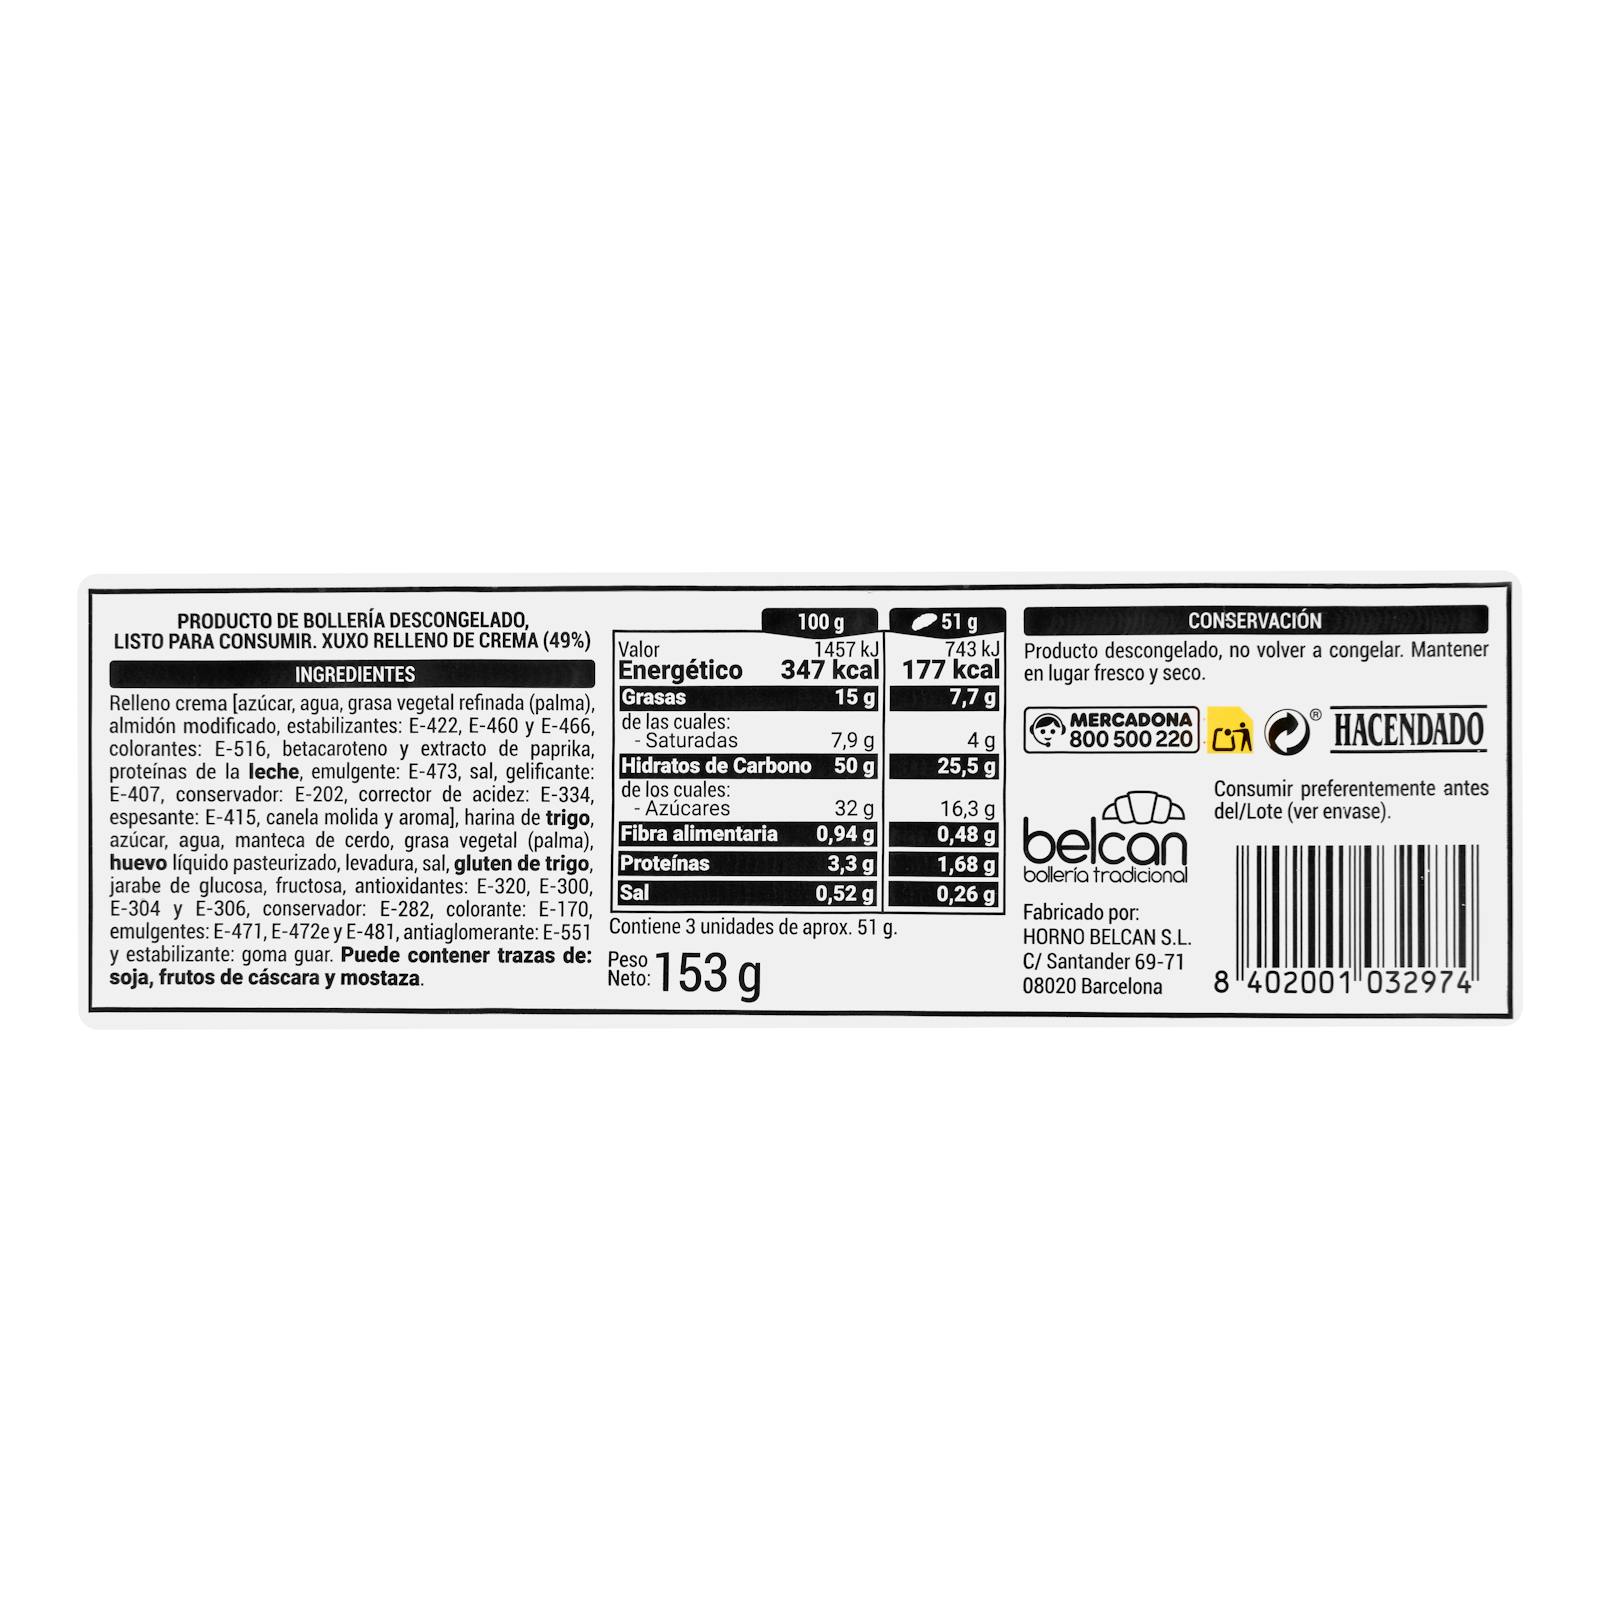 PRODUCTO DE BOLLERÍA DESCONGELADO,
LISTO PARA CONSUMIR. XUXO RELLENO DE CREMA (49%)
INGREDIENTES
Relleno crema [azúcar, agua, grasa vegetal refinada (palma),
almidón modificado, estabilizantes: E-422, E-460 y E-466,
colorantes: E-516, betacaroteno y extracto de paprika,
proteínas de la leche, emulgente: E-473, sal, gelificante:
E-407, conservador: E-202, corrector de acidez: E-334,
espesante: E-415, canela molida y aroma], harina de trigo,
azúcar, agua, manteca de cerdo, grasa vegetal (palma),
huevo líquido pasteurizado, levadura, sal, gluten de trigo,
jarabe de glucosa, fructosa, antioxidantes: E-320, E-300,
E-304 y E-306, conservador: E-282, colorante: E-170,
emulgentes: E-471, E-472e y E-481, antiaglomerante: E-551
y estabilizante: goma guar. Puede contener trazas de:
soja, frutos de cáscara y mostaza.
100 g 51 g
Valor 1457 kJ 743 kJ
Energético 347 kcal 177 kcal
Grasas 15 g 7,7 g
de las cuales:
- Saturadas 7,9 g 4 g
Hidratos de Carbono 50 g 25,5 g
de los cuales:
- Azúcares 32 g 16,3 g
Fibra alimentaria 0,94 g 0,48 g
Proteínas 3,3 g 1,68 g
Sal 0,52 g 0,26 g
Contiene 3 unidades de aprox. 51 g.
Peso
Neto: 153 g
CONSERVACIÓN
Producto descongelado, no volver a congelar. Mantener
en lugar fresco y seco.
MERCADONA
800 500 220
® HACENDADO
belcan
bollería tradicional
Fabricado por:
HORNO BELCAN S.L.
C/ Santander 69-71
08020 Barcelona
Consumir preferentemente antes
del/Lote (ver envase).
8 402001 032974